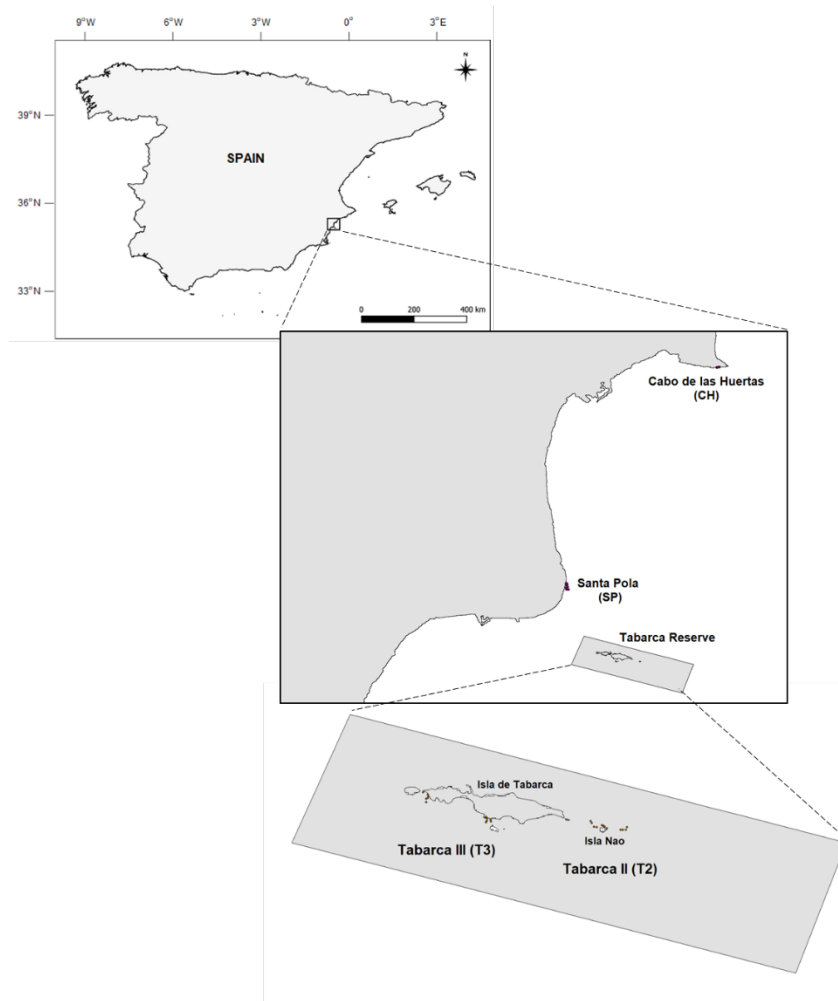 9°W 6°W 3°W 0° 3°E
N
39°N
SPAIN
36°N
33°N
0 200 400 km
Cabo de las Huertas
(CH)
Santa Pola
(SP)
Tabarca Reserve
Isla de Tabarca
Isla Nao
Tabarca III (T3)
Tabarca II (T2)